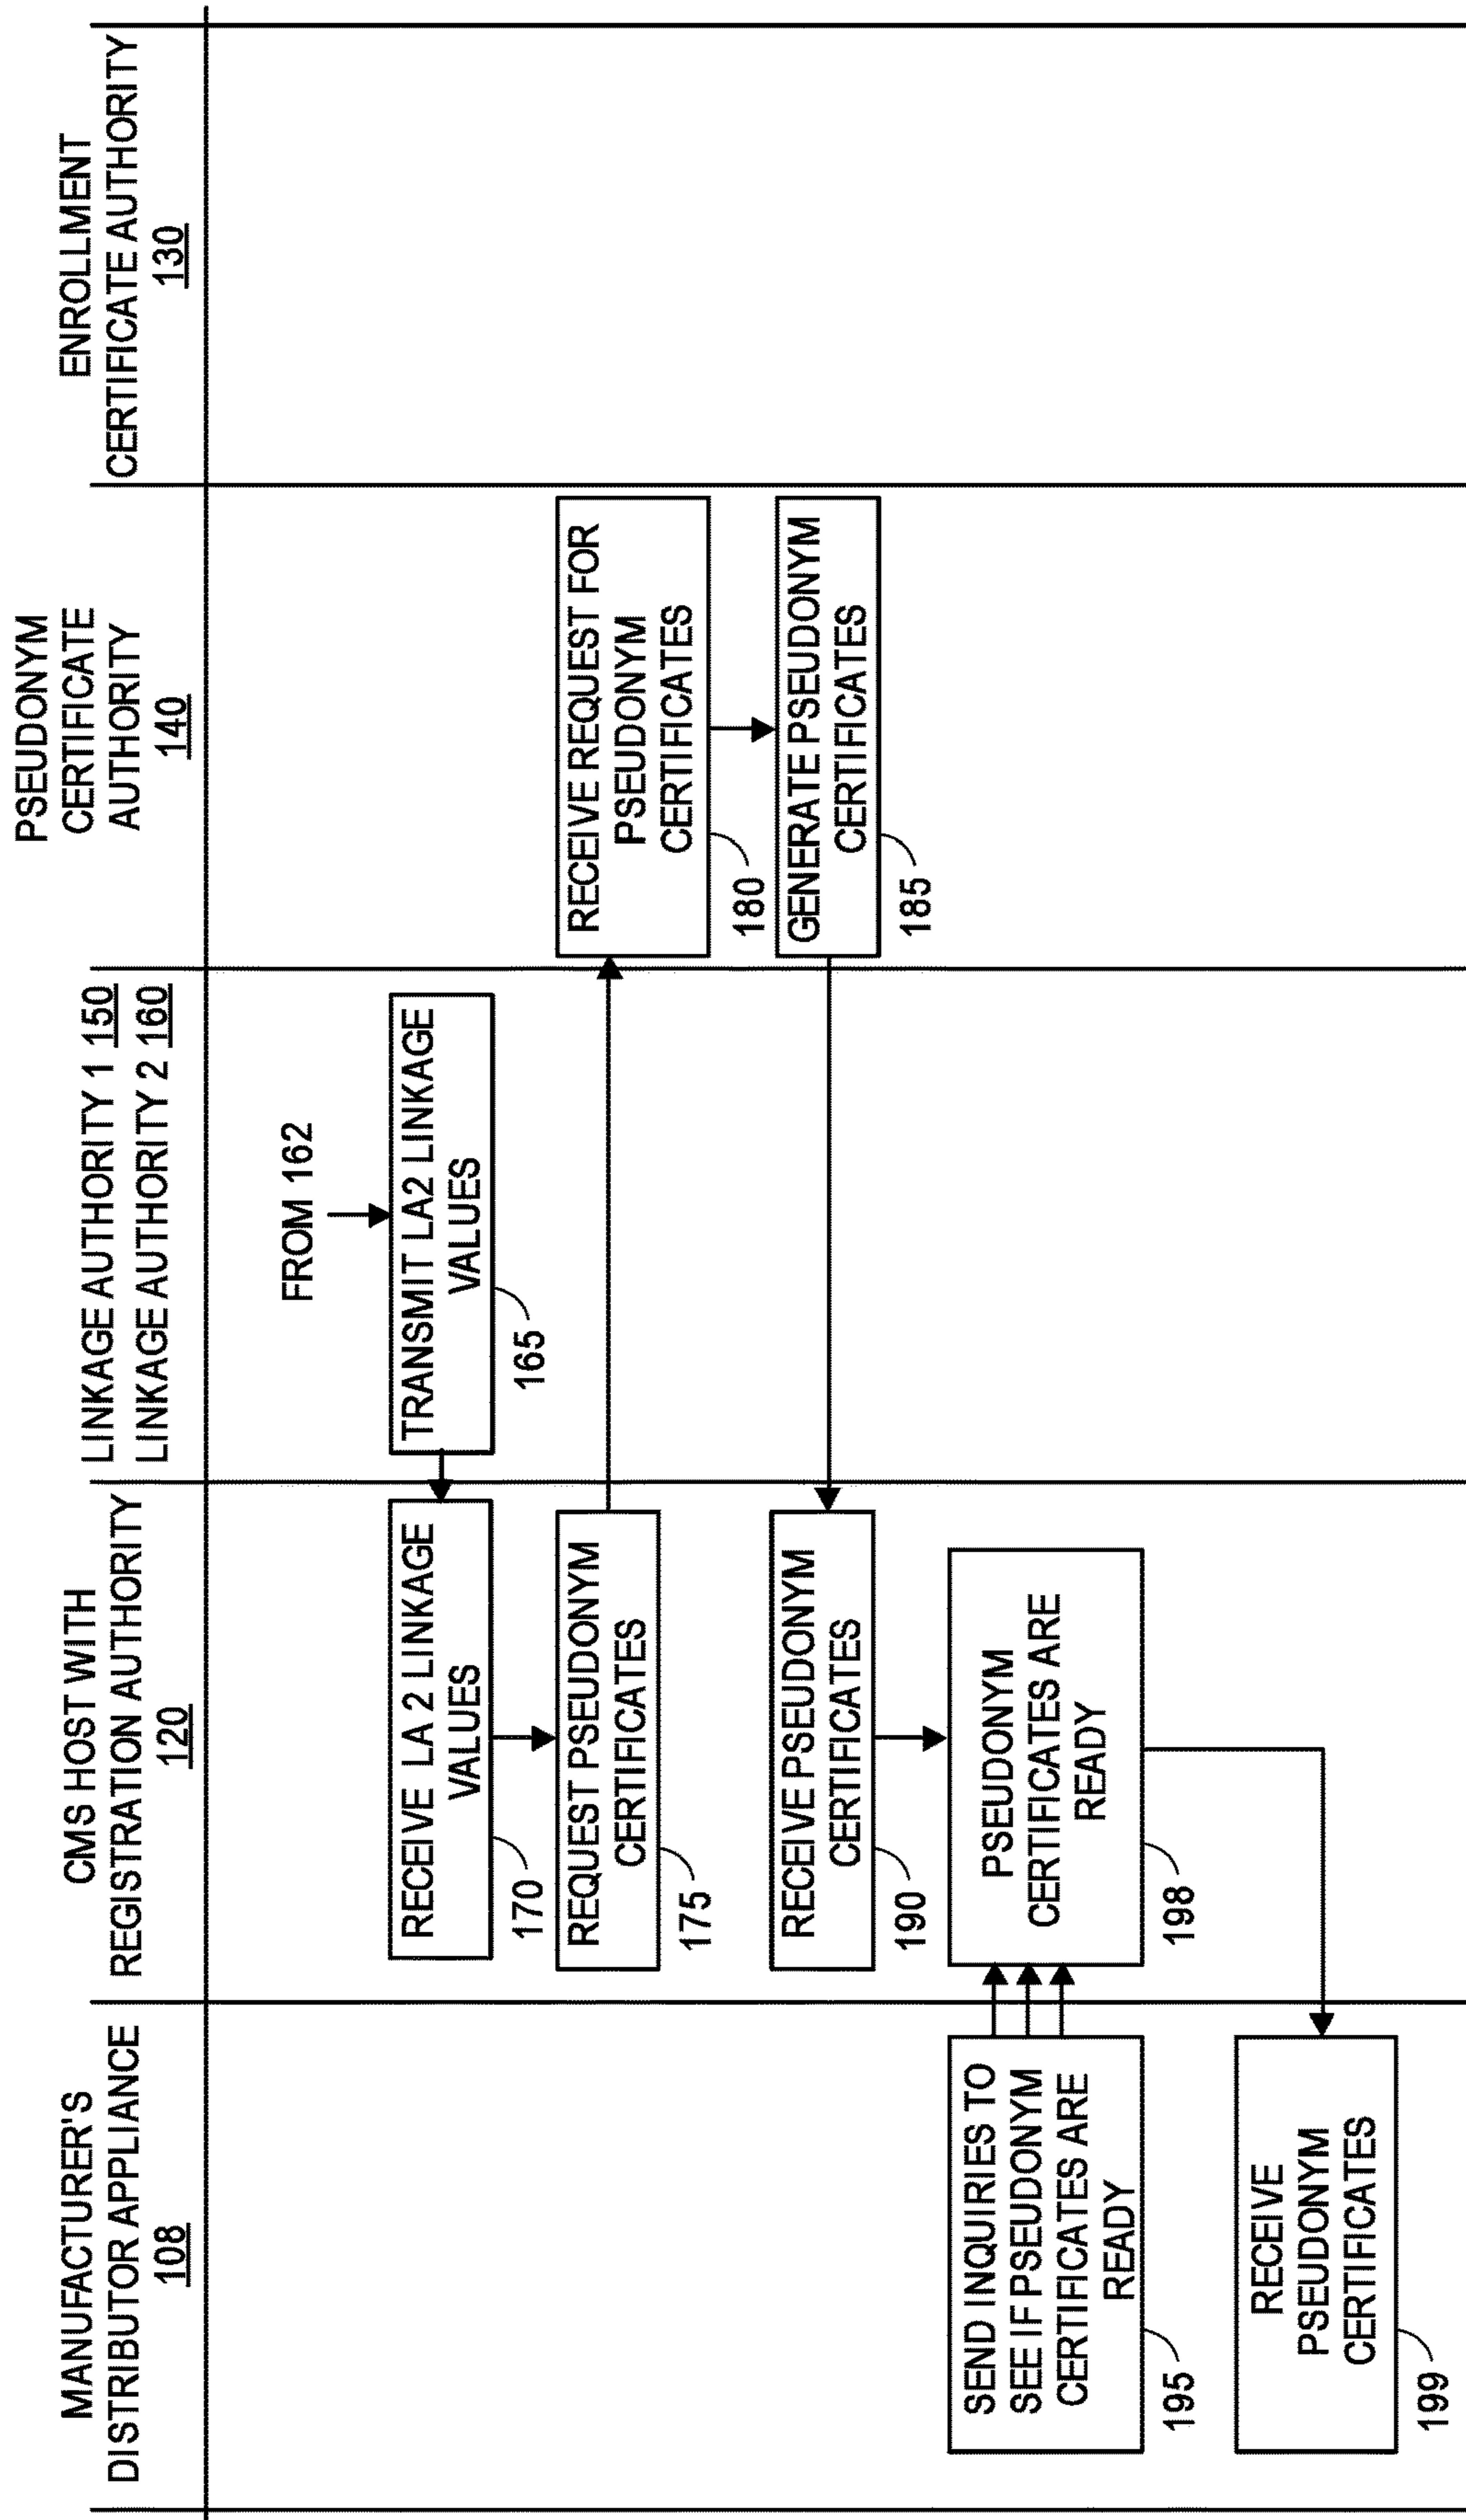 MANUFACTURER'S
DISTRIBUTOR APPLIANCE
108
CMS HOST WITH
REGISTRATION AUTHORITY
120
LINKAGE AUTHORITY 1 150
LINKAGE AUTHORITY 2 160
PSEUDONYM
CERTIFICATE
AUTHORITY
140
ENROLLMENT
CERTIFICATE AUTHORITY
130
FROM 162
TRANSMIT LA2 LINKAGE
VALUES
165
RECEIVE LA 2 LINKAGE
VALUES
170
REQUEST PSEUDONYM
CERTIFICATES
175
RECEIVE REQUEST FOR
PSEUDONYM
CERTIFICATES
180
GENERATE PSEUDONYM
CERTIFICATES
185
RECEIVE PSEUDONYM
CERTIFICATES
190
SEND INQUIRIES TO
SEE IF PSEUDONYM
CERTIFICATES ARE
READY
195
PSEUDONYM
CERTIFICATES ARE
READY
198
RECEIVE
PSEUDONYM
CERTIFICATES
199